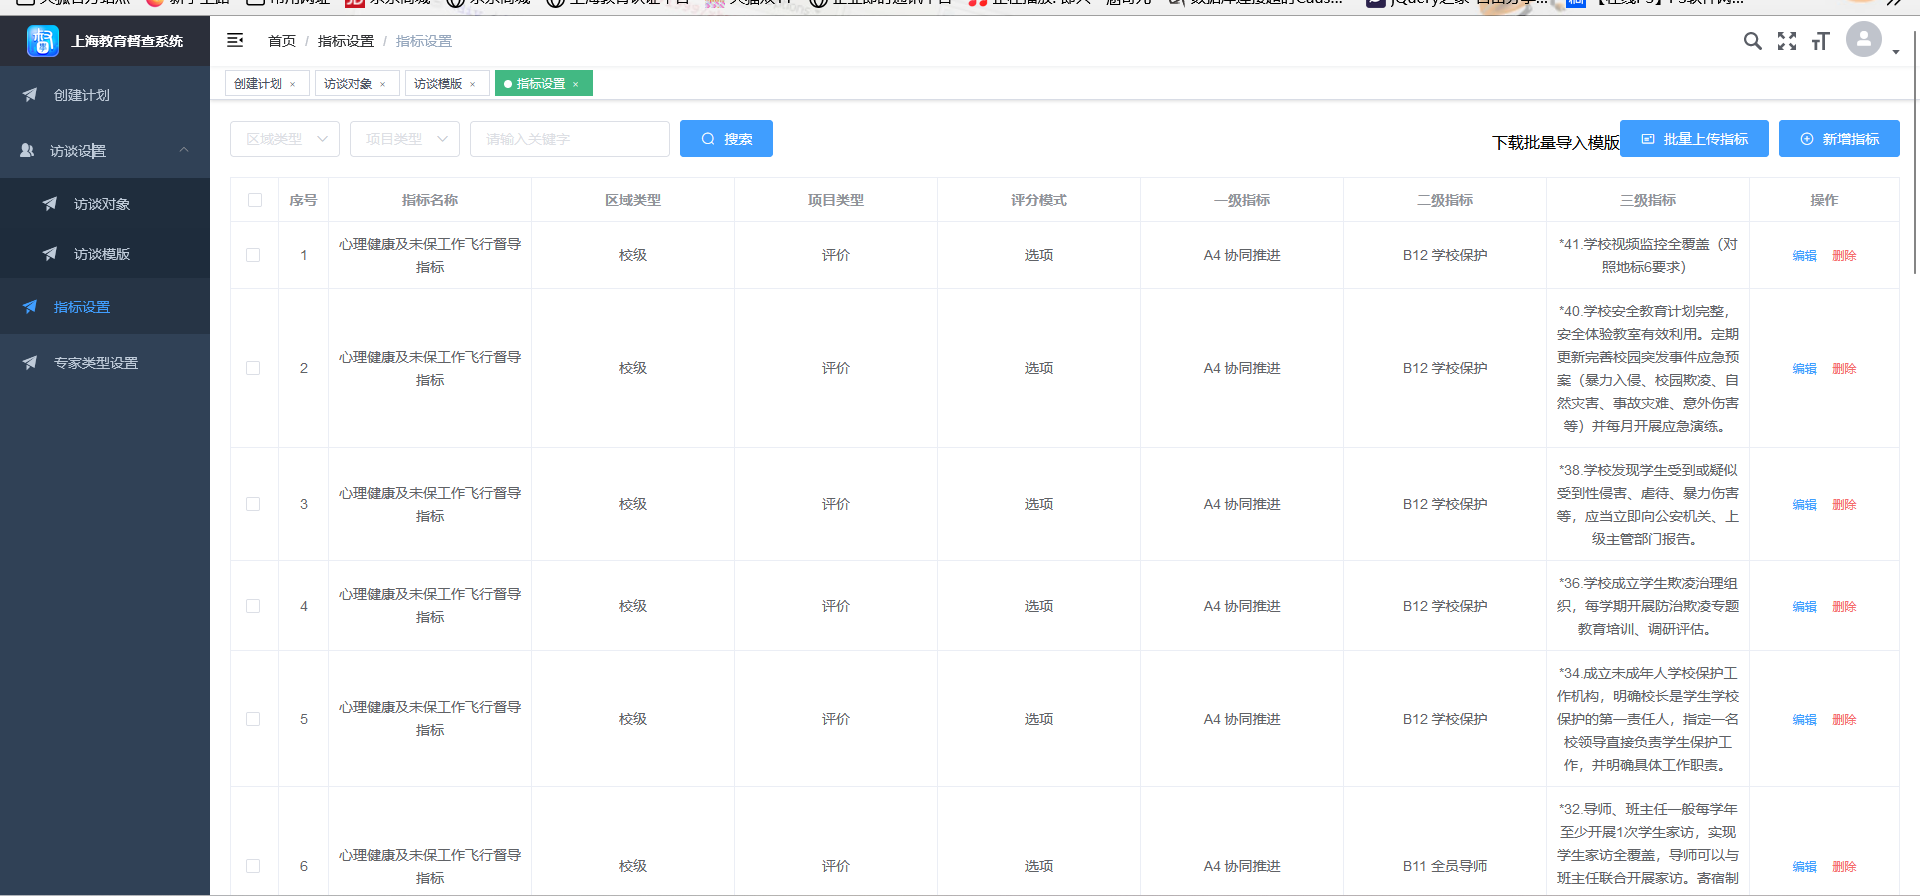 上海教育督查系统
首页 / 指标设置 / 指标设置
创建计划 ×
访谈对象 ×
访谈模版 ×
指标设置 ×
创建计划
访谈设置
访谈对象
访谈模版
指标设置
专家类型设置
区域类型
项目类型
请输入关键字
搜索
下载批量导入模版
批量上传指标
新增指标
序号 指标名称 区域类型 项目类型 评分模式 一级指标 二级指标 三级指标 操作
1
心理健康及未保工作飞行督导
指标
校级
评价
选项
A4 协同推进
B12 学校保护
*41.学校视频监控全覆盖（对
照地标6要求）
编辑 删除
2
心理健康及未保工作飞行督导
指标
校级
评价
选项
A4 协同推进
B12 学校保护
*40.学校安全教育计划完整，
安全体验教室有效利用。定期
更新完善校园突发事件应急预
案（暴力入侵、校园欺凌、自
然灾害、事故灾难、意外伤害
等）并每月开展应急演练。
编辑 删除
3
心理健康及未保工作飞行督导
指标
校级
评价
选项
A4 协同推进
B12 学校保护
*38.学校发现学生受到或疑似
受到性侵害、虐待、暴力伤害
等，应当立即向公安机关、上
级主管部门报告。
编辑 删除
4
心理健康及未保工作飞行督导
指标
校级
评价
选项
A4 协同推进
B12 学校保护
*36.学校成立学生欺凌治理组
织，每学期开展防治欺凌专题
教育培训、调研评估。
编辑 删除
5
心理健康及未保工作飞行督导
指标
校级
评价
选项
A4 协同推进
B12 学校保护
*34.成立未成年人学校保护工
作机构，明确校长是学生学校
保护的第一责任人，指定一名
校领导直接负责学生保护工
作，并明确具体工作职责。
编辑 删除
6
心理健康及未保工作飞行督导
指标
校级
评价
选项
A4 协同推进
B11 全员导师
*32.导师、班主任一般每学年
至少开展1次学生家访，实现
学生家访全覆盖，导师可以与
班主任联合开展家访。寄宿制
编辑 删除